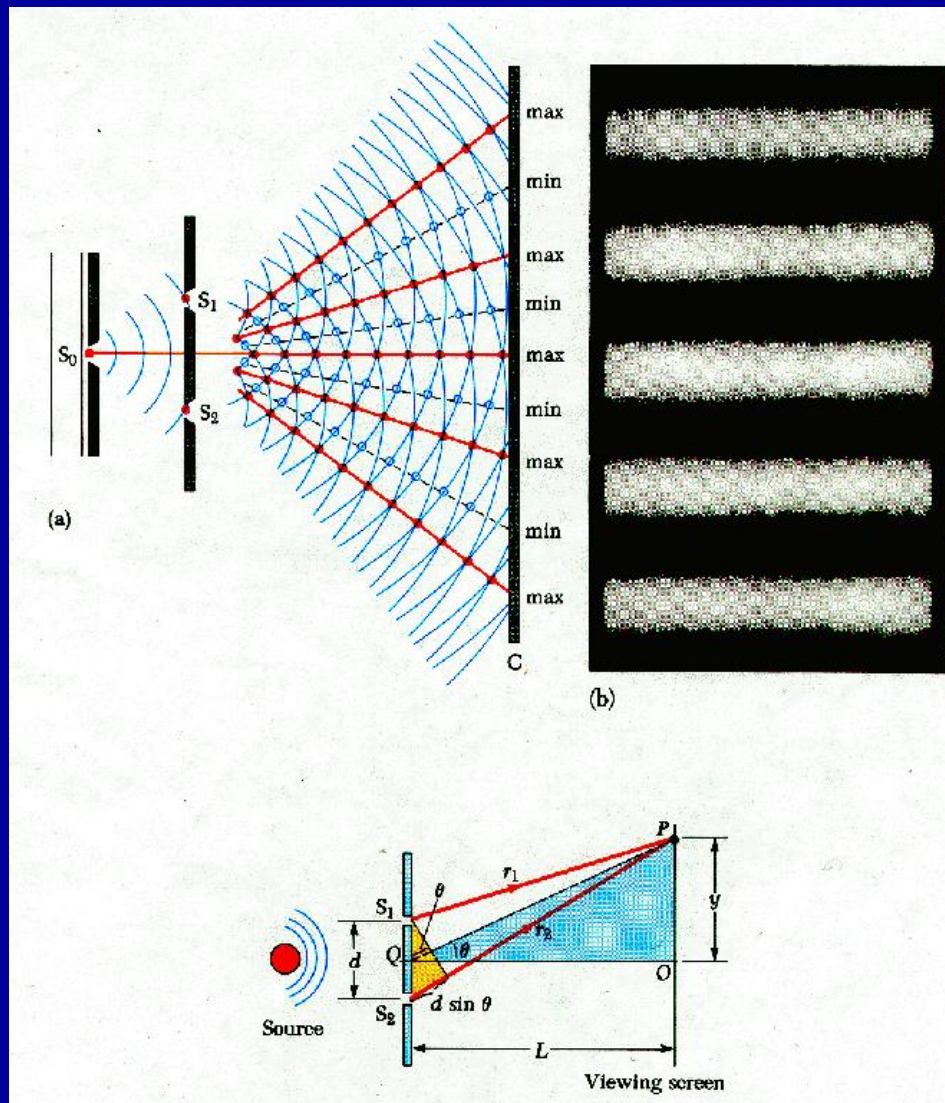 max
min
max
min
max
min
max
min
max
S₀
S₁
S₂
(a)
C
(b)
P
r₁
θ
S₁
y
r₂
Q
θ
d
O
S₂
d sin θ
Source
L
Viewing screen